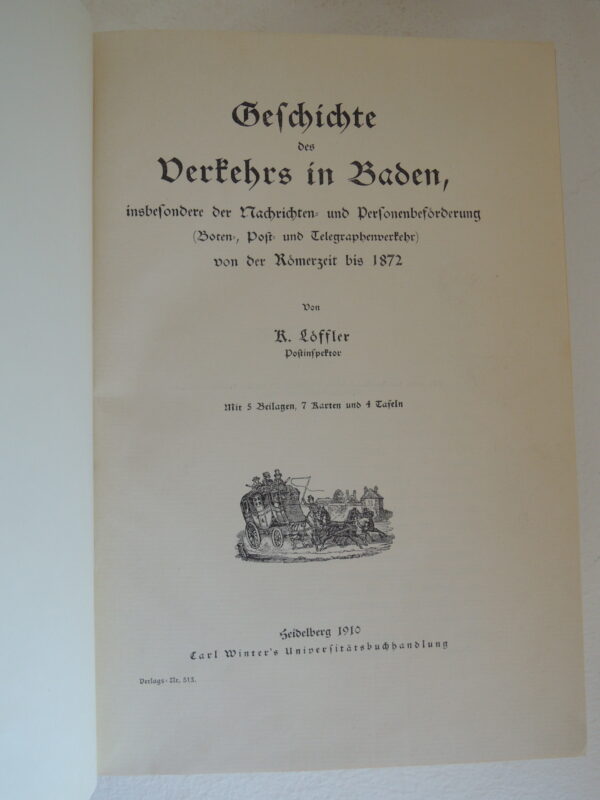 Geschichte
des
Verkehrs in Baden,
insbesondere der Nachrichten- und Personenbeförderung
(Boten-, Post- und Telegraphenverkehr)
von der Römerzeit bis 1872
Von
K. Löffler
Postinspektor
Mit 5 Beilagen, 7 Karten und 4 Tafeln
Heidelberg 1910
Carl Winter's Universitätsbuchhandlung
Verlags-Nr. 513.